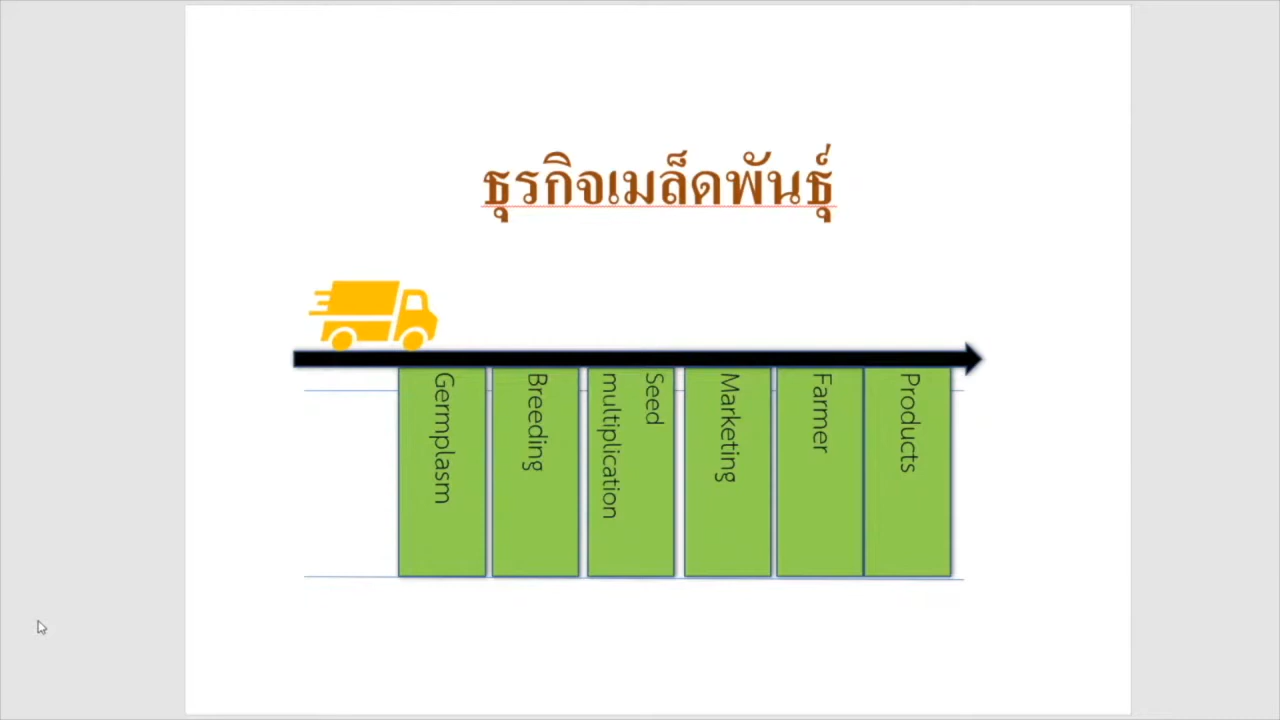 ธุรกิจเมล็ดพันธุ์
Germplasm
Breeding
Seed
multiplication
Marketing
Farmer
Products